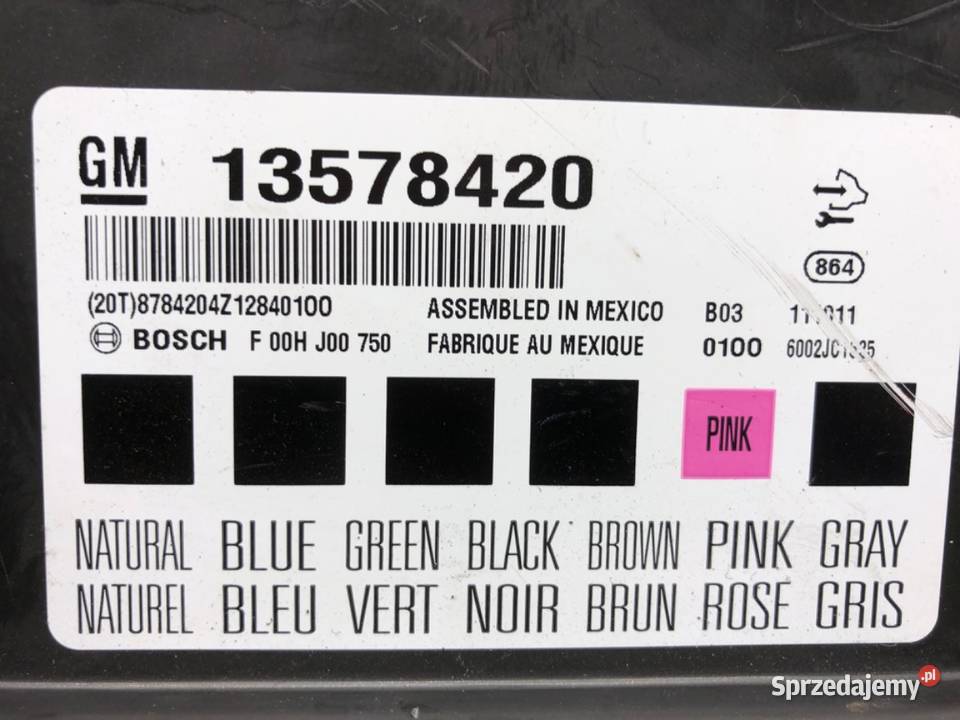 GM 13578420
864
(20T)8784204Z12840100 ASSEMBLED IN MEXICO B03
BOSCH F 00H J00 750 FABRIQUE AU MEXIQUE 0100
PINK
NATURAL BLUE GREEN BLACK BROWN PINK GRAY
NATUREL BLEU VERT NOIR BRUN ROSE GRIS
Sprzedajemy.pl